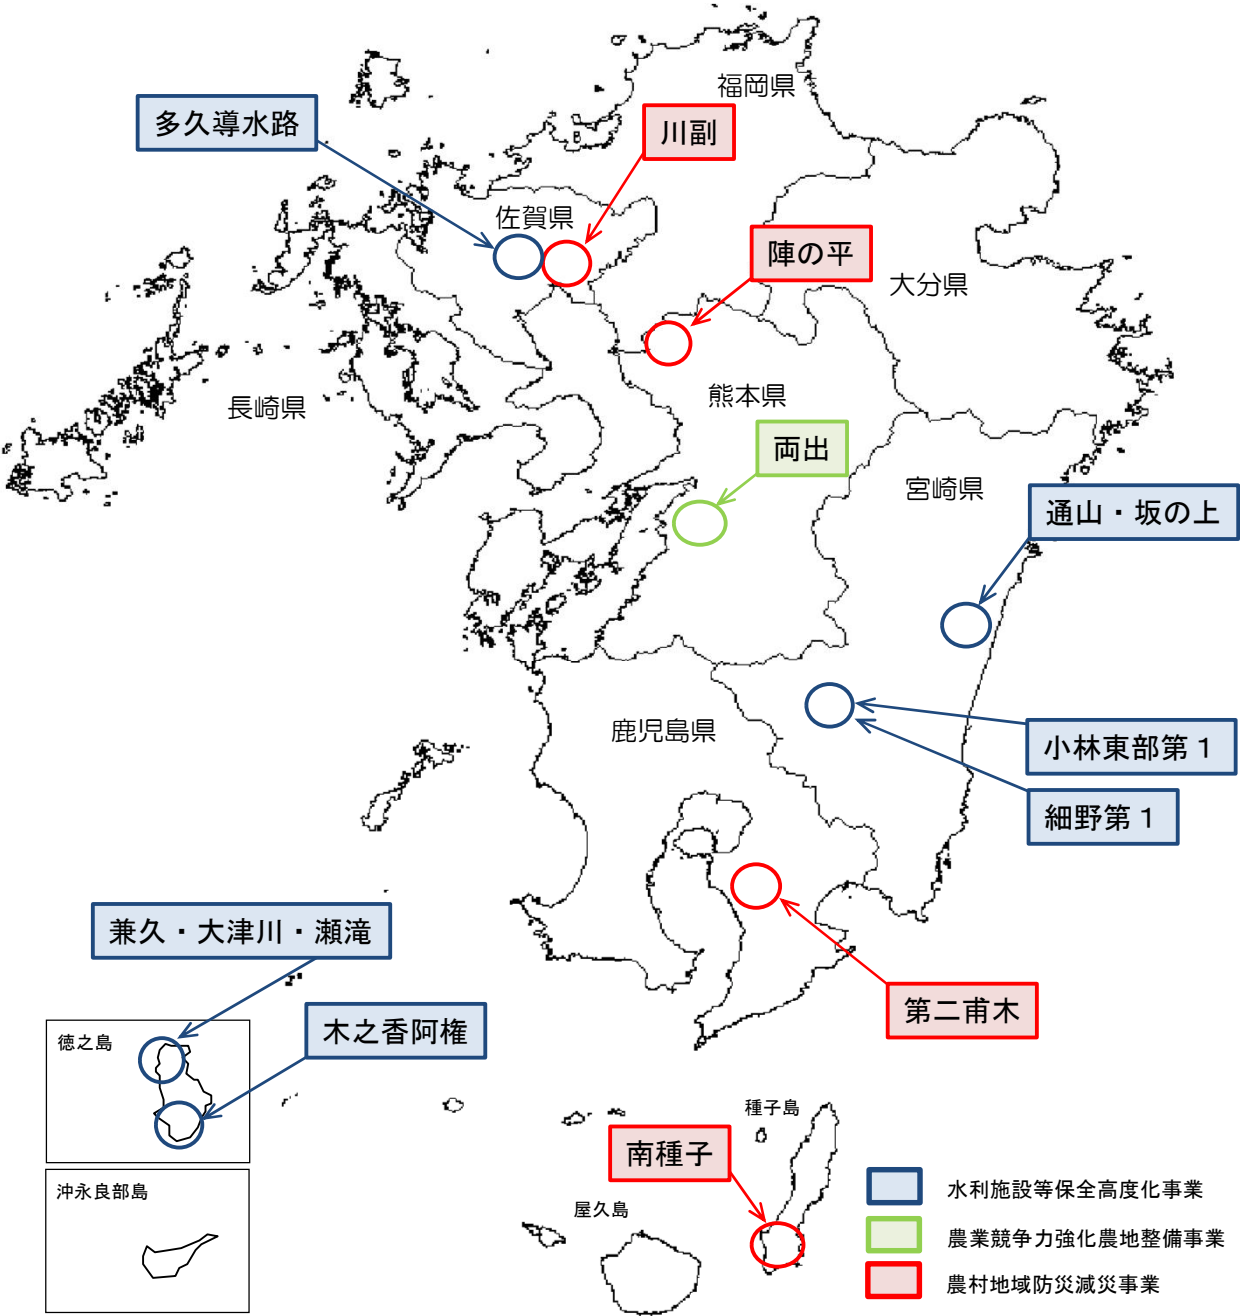 福岡県
多久導水路
川副
佐賀県
陣の平
大分県
熊本県
長崎県
両出
宮崎県
通山・坂の上
鹿児島県
小林東部第１
細野第１
兼久・大津川・瀬滝
第二甫木
木之香阿権
徳之島
種子島
南種子
沖永良部島
屋久島
水利施設等保全高度化事業
農業競争力強化農地整備事業
農村地域防災減災事業